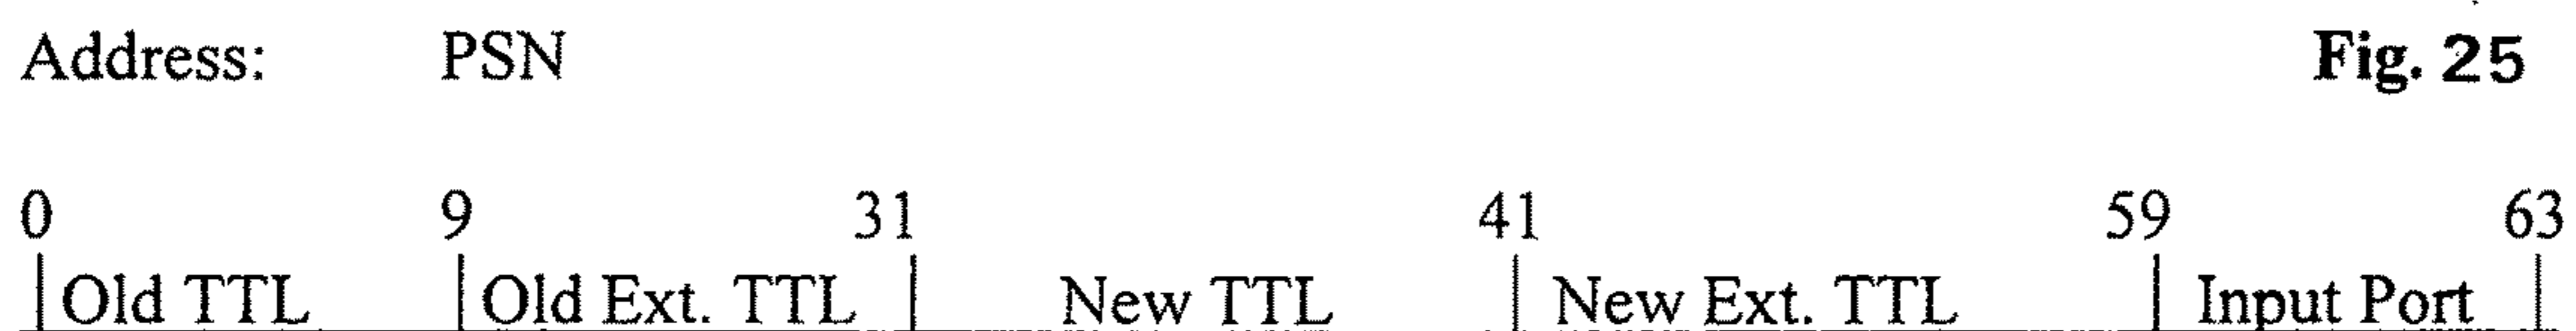 Address: PSN Fig. 25
0 9 31 41 59 63
Old TTL Old Ext. TTL New TTL New Ext. TTL Input Port